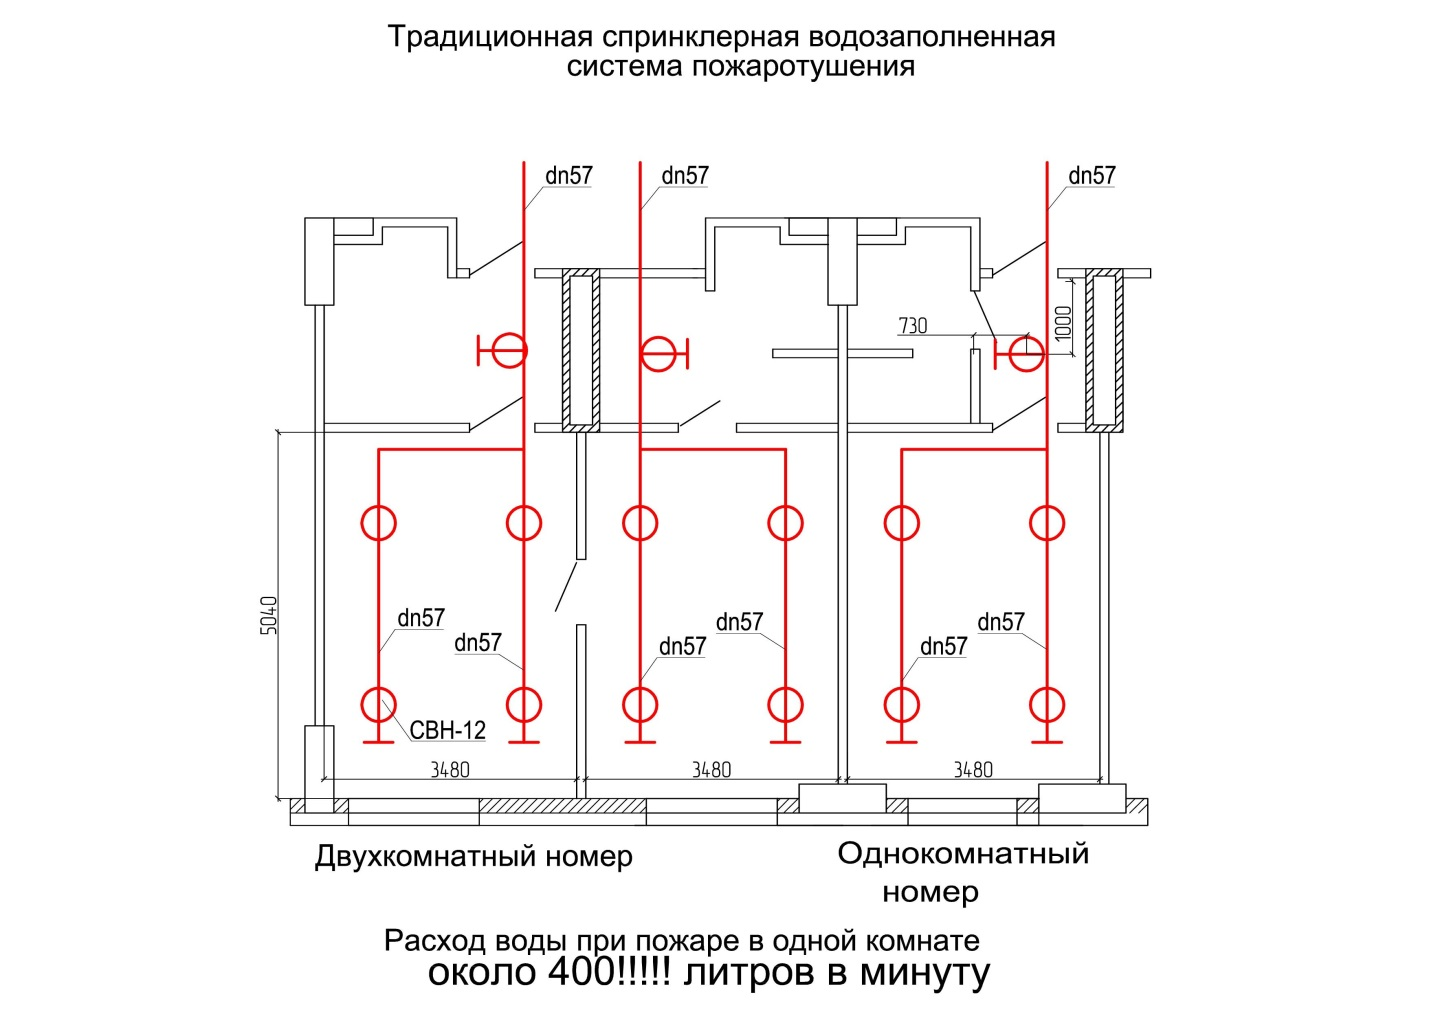 Традиционная спринклерная водозаполненная
система пожаротушения
dn57
dn57
dn57
730
1000
5040
dn57
dn57
dn57
dn57
dn57
dn57
СВН-12
3480
3480
3480
Двухкомнатный номер
Однокомнатный
номер
Расход воды при пожаре в одной комнате
около 400!!!!! литров в минуту